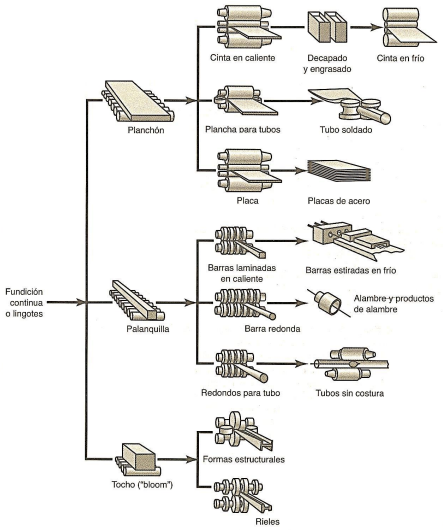 Cinta en caliente
Decapado
y engrasado
Cinta en frío
Planchón
Plancha para tubos
Tubo soldado
Placa
Placas de acero
Fundición
continua
o lingotes
Barras laminadas
en caliente
Barras estiradas en frío
Palanquilla
Barra redonda
Alambre y productos
de alambre
Redondos para tubo
Tubos sin costura
Tocho ("bloom")
Formas estructurales
Rieles